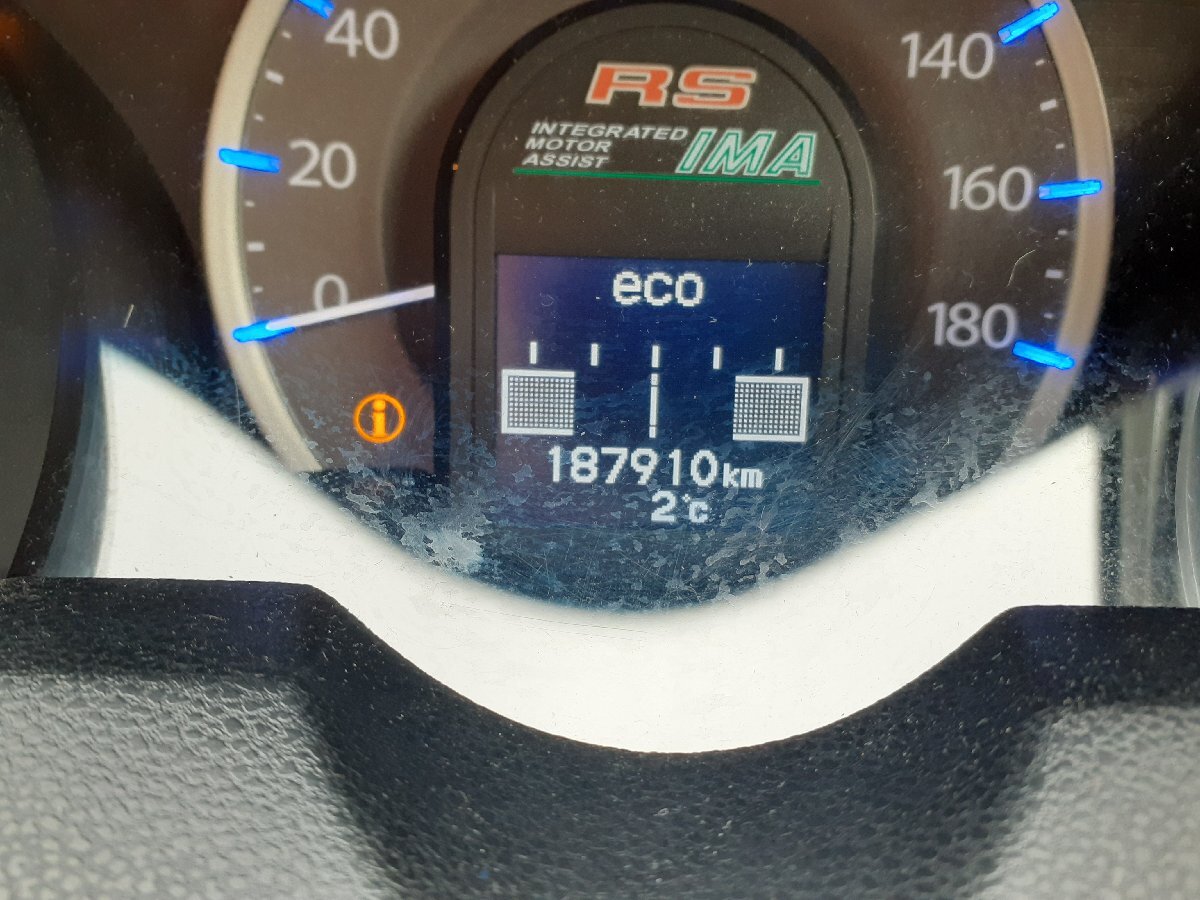 40
20
0
RS
INTEGRATED
MOTOR
ASSIST
IMA
140
160
180
eco
i
187910km
2°c